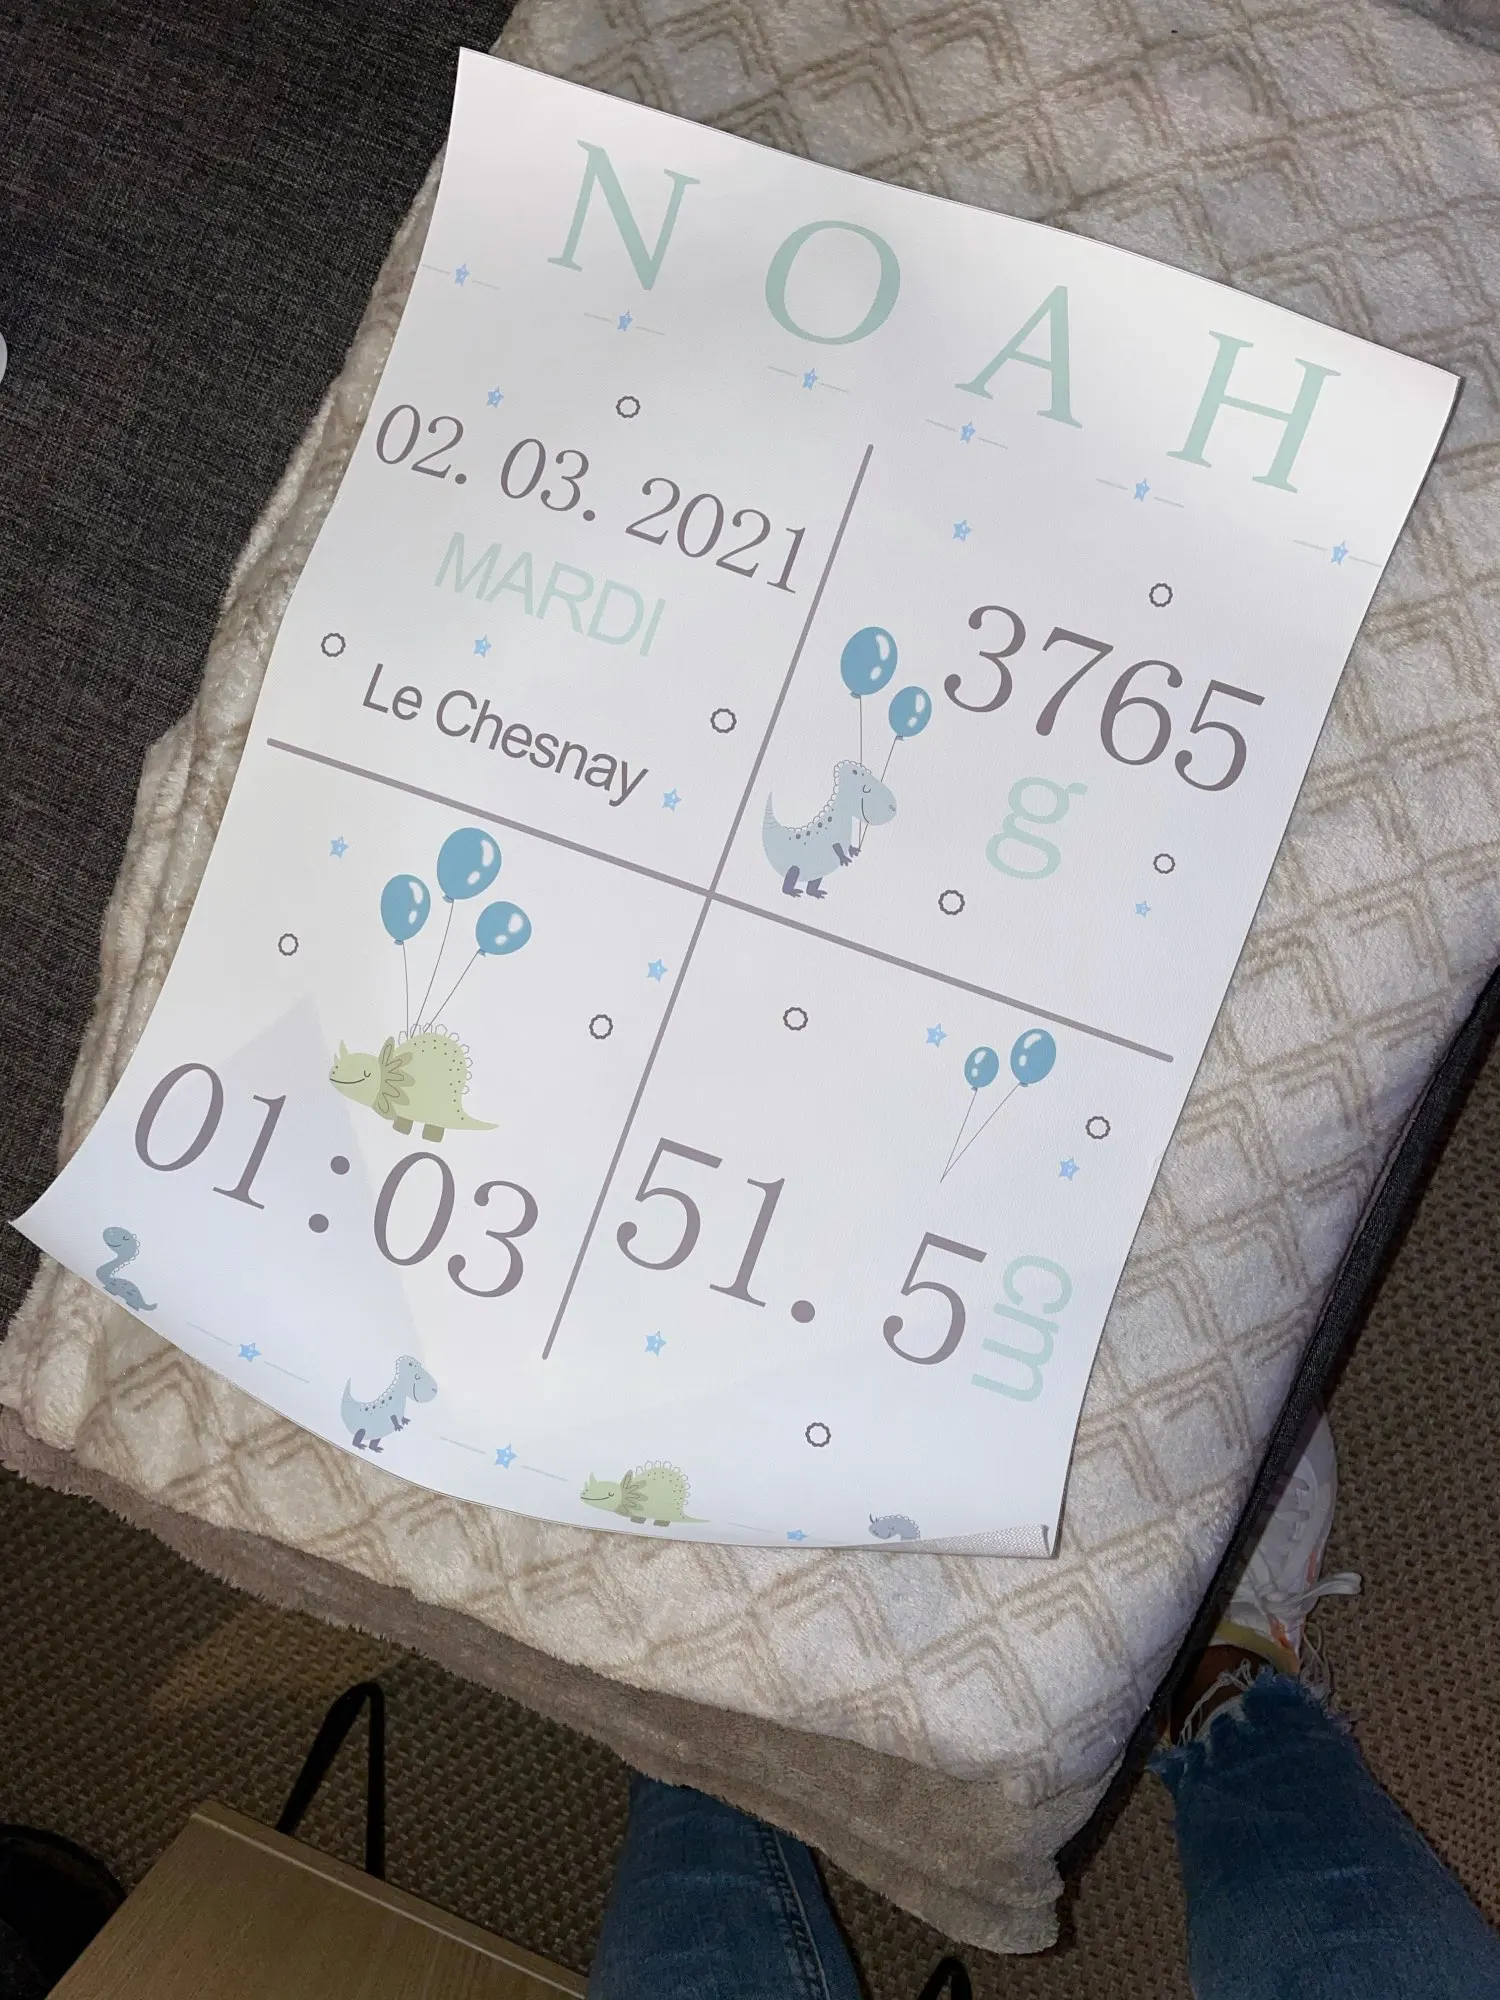 NOAH
02. 03. 2021
MARDI
Le Chesnay
3765
g
01:03
51. 5
cm